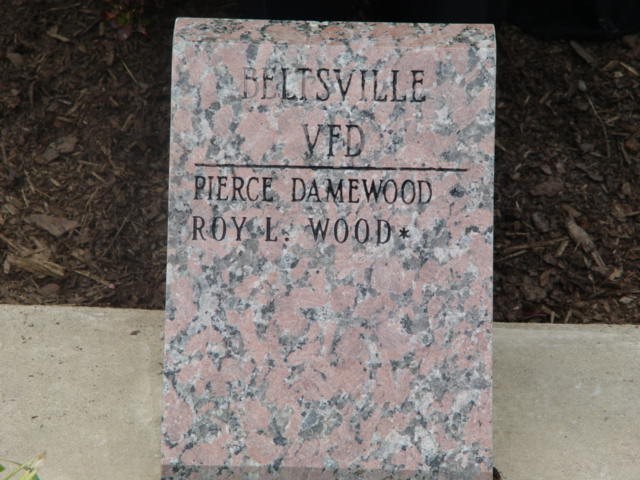 BELTSVILLE
VFD
PIERCE DAMEWOOD
ROY L. WOOD*